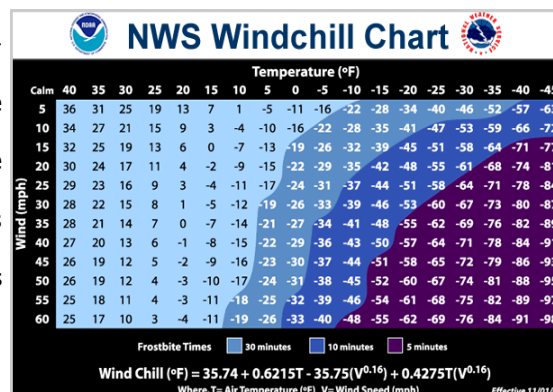 NWS Windchill Chart
Temperature (ºF)
Calm 40 35 30 25 20 15 10 5 0 -5 -10 -15 -20 -25 -30 -35 -40
Wind (mph)
5 36 31 25 19 13 7 1 -5 -11 -16 -22 -28 -34 -40 -46 -52 -57
10 34 27 21 15 9 3 -4 -10 -16 -22 -28 -35 -41 -47 -53 -59 -66
15 32 25 19 13 6 0 -7 -13 -19 -26 -32 -39 -45 -51 -58 -64 -71
20 30 24 17 11 4 -2 -9 -15 -22 -29 -35 -42 -48 -55 -61 -68 -74
25 29 23 16 9 3 -4 -11 -17 -24 -31 -37 -44 -51 -58 -64 -71 -78
30 28 22 15 8 1 -5 -12 -19 -26 -33 -39 -46 -53 -60 -67 -73 -80
35 28 21 14 7 0 -7 -14 -21 -27 -34 -41 -48 -55 -62 -69 -76 -82
40 27 20 13 6 -1 -8 -15 -22 -29 -36 -43 -50 -57 -64 -71 -78 -84
45 26 19 12 5 -2 -9 -16 -23 -30 -37 -44 -51 -58 -65 -72 -79 -86
50 26 19 12 4 -3 -10 -17 -24 -31 -38 -45 -52 -60 -67 -74 -81 -88
55 25 18 11 4 -3 -11 -18 -25 -32 -39 -46 -54 -61 -68 -75 -82 -89
60 25 17 10 3 -4 -11 -19 -26 -33 -40 -48 -55 -62 -69 -76 -84 -91
Frostbite Times 30 minutes 10 minutes 5 minutes
Wind Chill (ºF) = 35.74 + 0.6215T - 35.75(V0.16) + 0.4275T(V0.16)
Where, T= Air Temperature (ºF) V= Wind Speed (mph) Effective